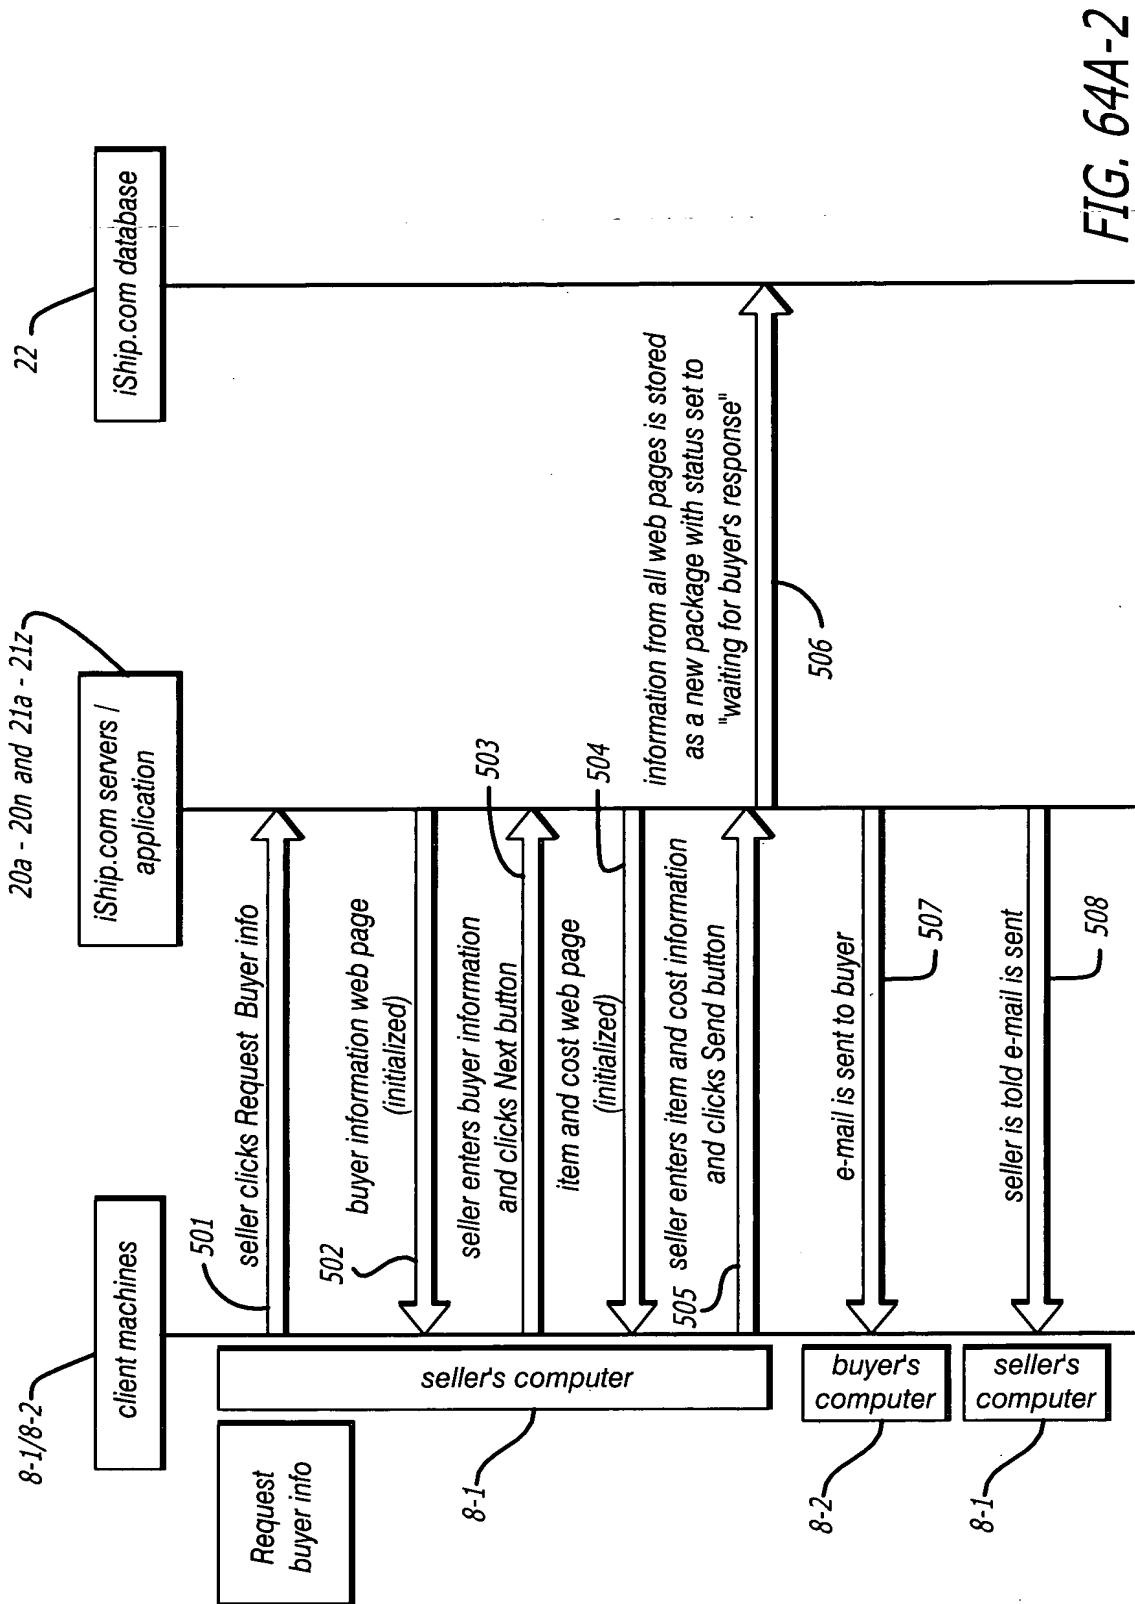 8-1/8-2
client machines
20a - 20n and 21a - 21z
iShip.com servers /
application
22
iShip.com database
Request
buyer info
seller's computer
8-1
501
seller clicks Request Buyer info
502
buyer information web page
(initialized)
seller enters buyer information
and clicks Next button
503
item and cost web page
(initialized)
504
505
seller enters item and cost information
and clicks Send button
information from all web pages is stored
as a new package with status set to
"waiting for buyer's response"
506
8-2
buyer's
computer
e-mail is sent to buyer
507
8-1
seller's
computer
seller is told e-mail is sent
508
FIG. 64A-2